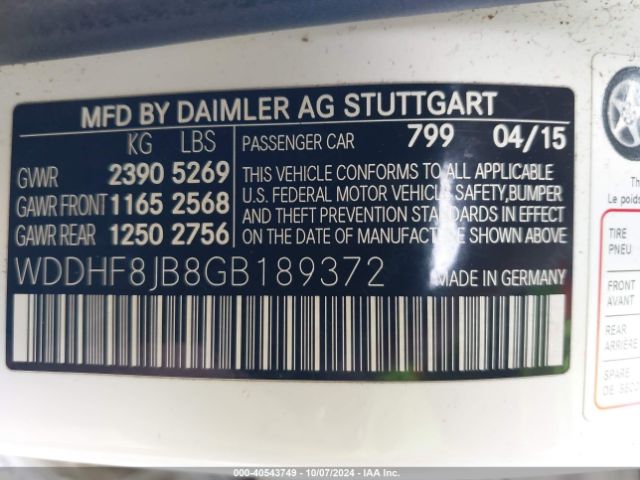 MFD BY DAIMLER AG STUTTGART
KG LBS
PASSENGER CAR 799 04/15
GVWR 2390 5269
GAWR FRONT 1165 2568
GAWR REAR 1250 2756
THIS VEHICLE CONFORMS TO ALL APPLICABLE
U.S. FEDERAL MOTOR VEHICLE SAFETY, BUMPER
AND THEFT PREVENTION STANDARDS IN EFFECT
ON THE DATE OF MANUFACTURE SHOWN ABOVE
WDDHF8JB8GB189372
MADE IN GERMANY
Le poids
TIRE
PNEU
FRONT
AVANT
REAR
ARRIÈRE
SPARE
000-40543749 - 10/07/2024 - IAA Inc.